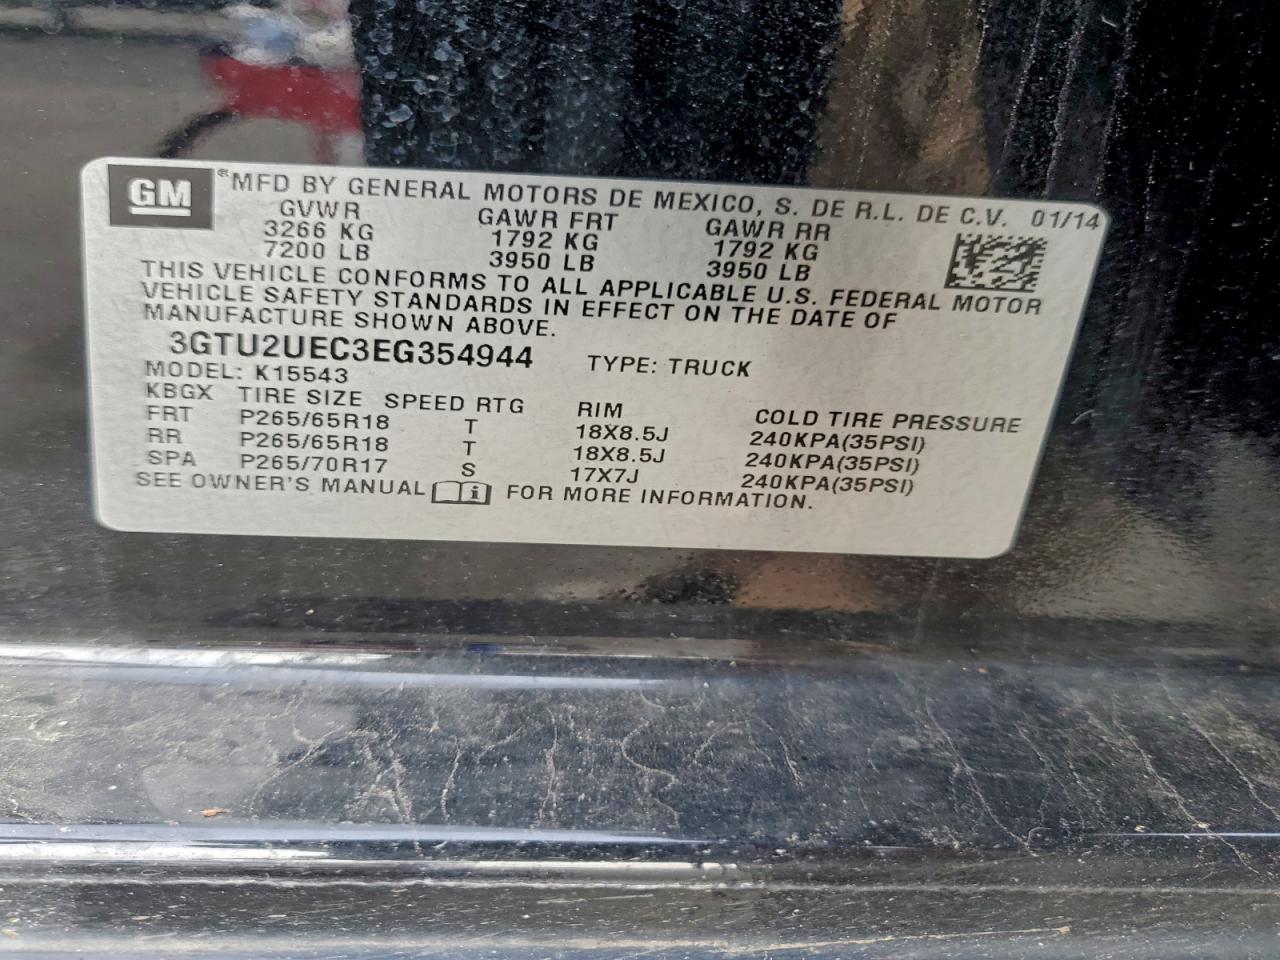 GM ®MFD BY GENERAL MOTORS DE MEXICO, S. DE R.L. DE C.V. 01/14
GVWR GAWR FRT GAWR RR
3266 KG 1792 KG 1792 KG
7200 LB 3950 LB 3950 LB
THIS VEHICLE CONFORMS TO ALL APPLICABLE U.S. FEDERAL MOTOR
VEHICLE SAFETY STANDARDS IN EFFECT ON THE DATE OF
MANUFACTURE SHOWN ABOVE.
3GTU2UEC3EG354944 TYPE: TRUCK
MODEL: K15543
KBGX TIRE SIZE SPEED RTG RIM COLD TIRE PRESSURE
FRT P265/65R18 T 18X8.5J 240KPA(35PSI)
RR P265/65R18 T 18X8.5J 240KPA(35PSI)
SPA P265/70R17 S 17X7J 240KPA(35PSI)
SEE OWNER'S MANUAL i FOR MORE INFORMATION.